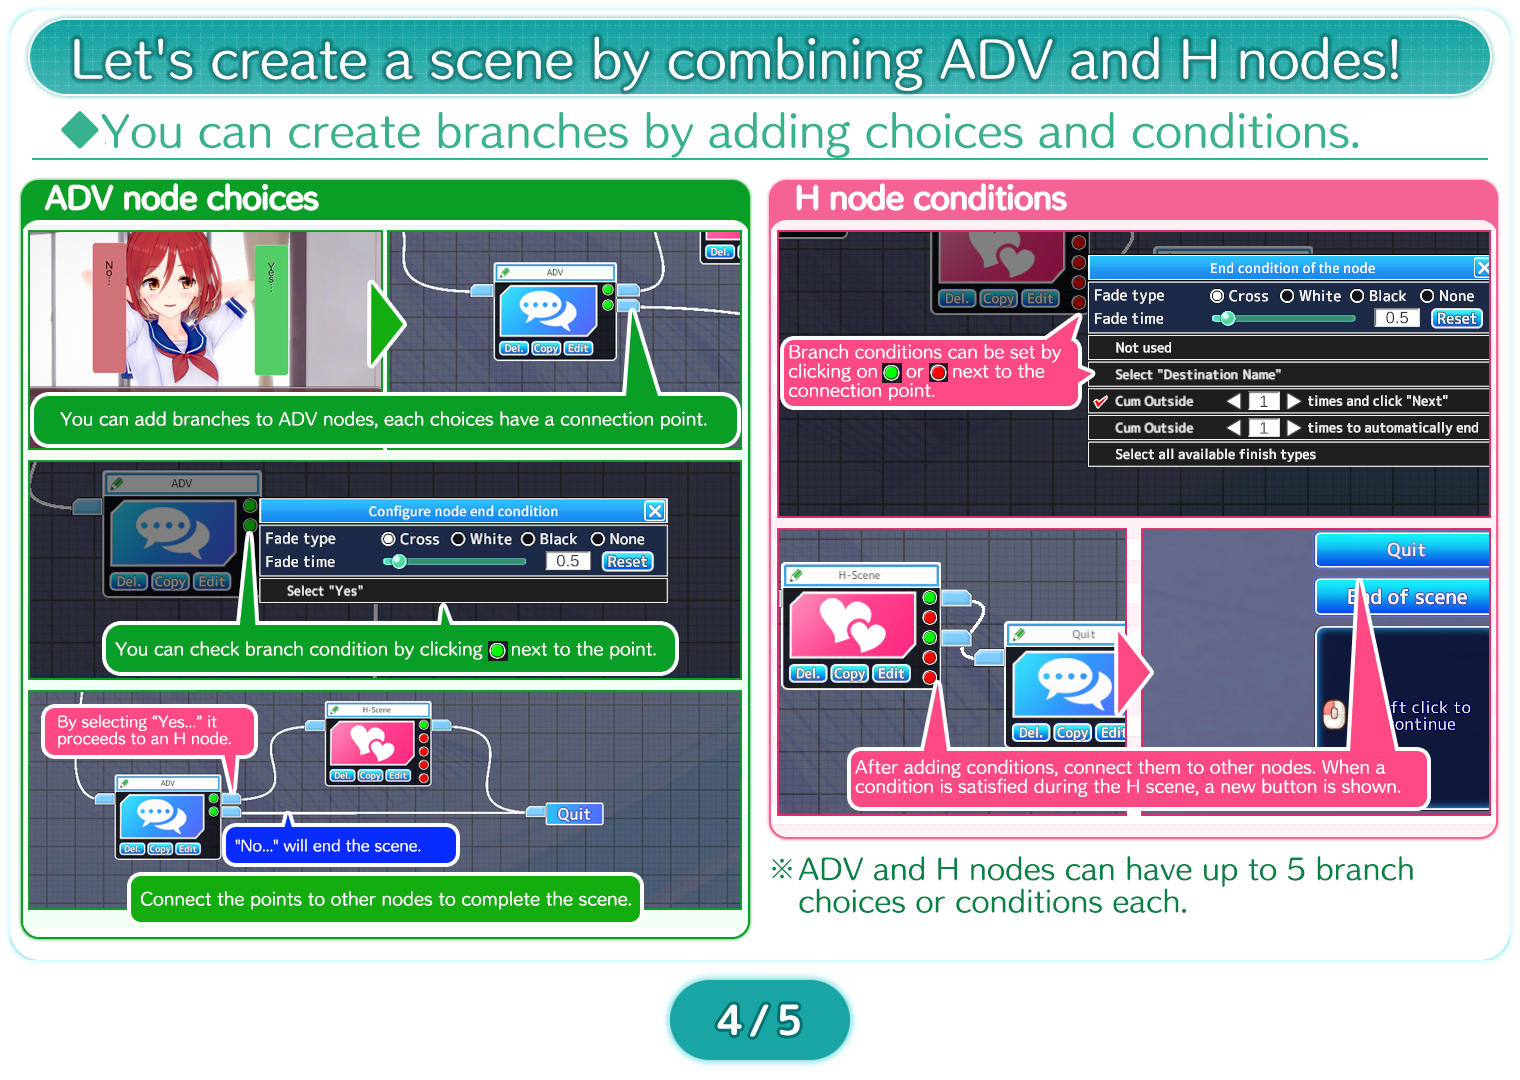 Let's create a scene by combining ADV and H nodes!
◆You can create branches by adding choices and conditions.
ADV node choices
No...
Yes...
ADV
Del. Copy Edit
Del.
You can add branches to ADV nodes, each choices have a connection point.
ADV
Del. Copy Edit
Configure node end condition
Fade type Cross White Black None
Fade time 0.5 Reset
Select "Yes"
You can check branch condition by clicking next to the point.
By selecting "Yes..." it
proceeds to an H node.
H-Scene
Del. Copy Edit
ADV
Del. Copy Edit
Quit
"No..." will end the scene.
Connect the points to other nodes to complete the scene.
H node conditions
Del. Copy Edit
End condition of the node
Fade type Cross White Black None
Fade time 0.5 Reset
Not used
Select "Destination Name"
Cum Outside 1 times and click "Next"
Cum Outside 1 times to automatically end
Select all available finish types
Branch conditions can be set by
clicking on or next to the
connection point.
H-Scene
Del. Copy Edit
Quit
Del. Copy Edit
Quit
End of scene
ft click to
ontinue
After adding conditions, connect them to other nodes. When a
condition is satisfied during the H scene, a new button is shown.
※ADV and H nodes can have up to 5 branch
choices or conditions each.
4/5